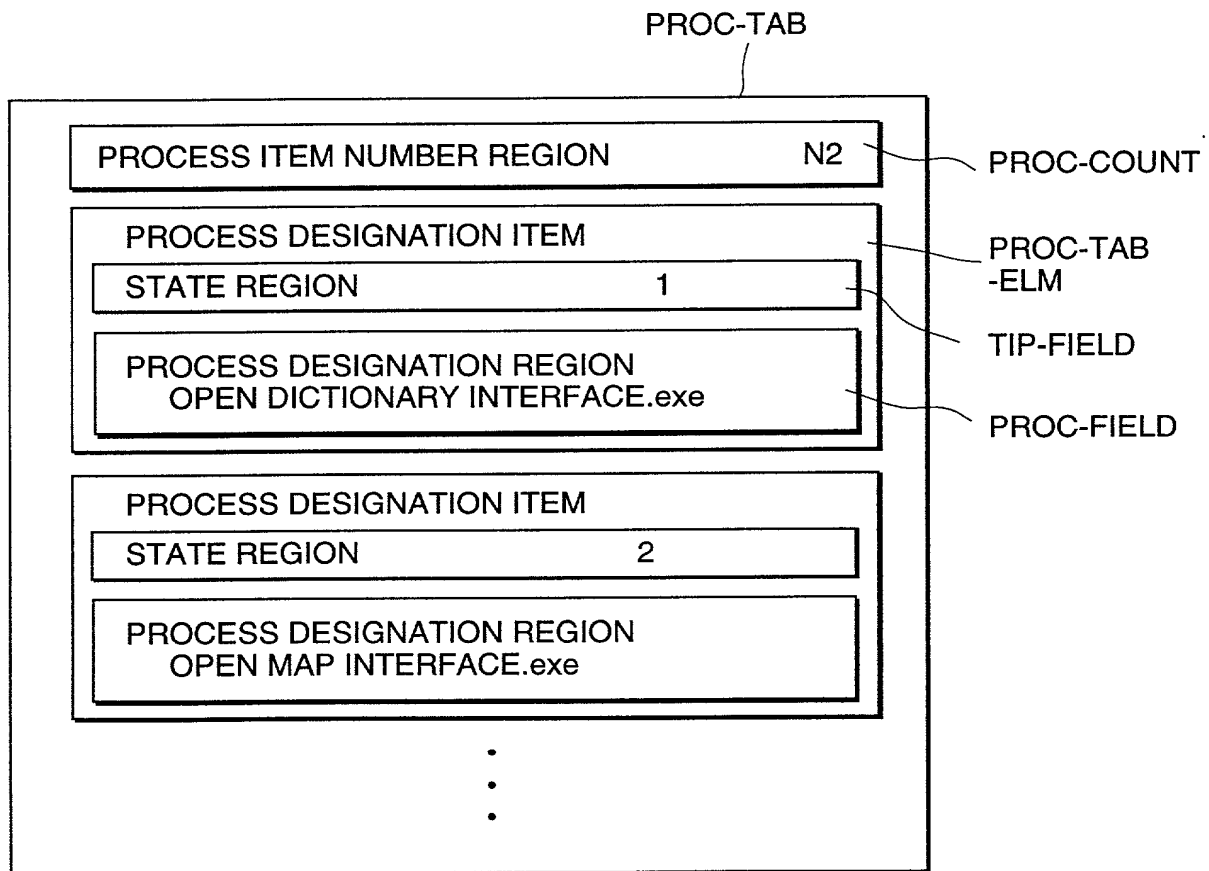 PROC-TAB
PROCESS ITEM NUMBER REGION N2
PROC-COUNT
PROCESS DESIGNATION ITEM
PROC-TAB
-ELM
STATE REGION 1
TIP-FIELD
PROCESS DESIGNATION REGION
OPEN DICTIONARY INTERFACE.exe
PROC-FIELD
PROCESS DESIGNATION ITEM
STATE REGION 2
PROCESS DESIGNATION REGION
OPEN MAP INTERFACE.exe